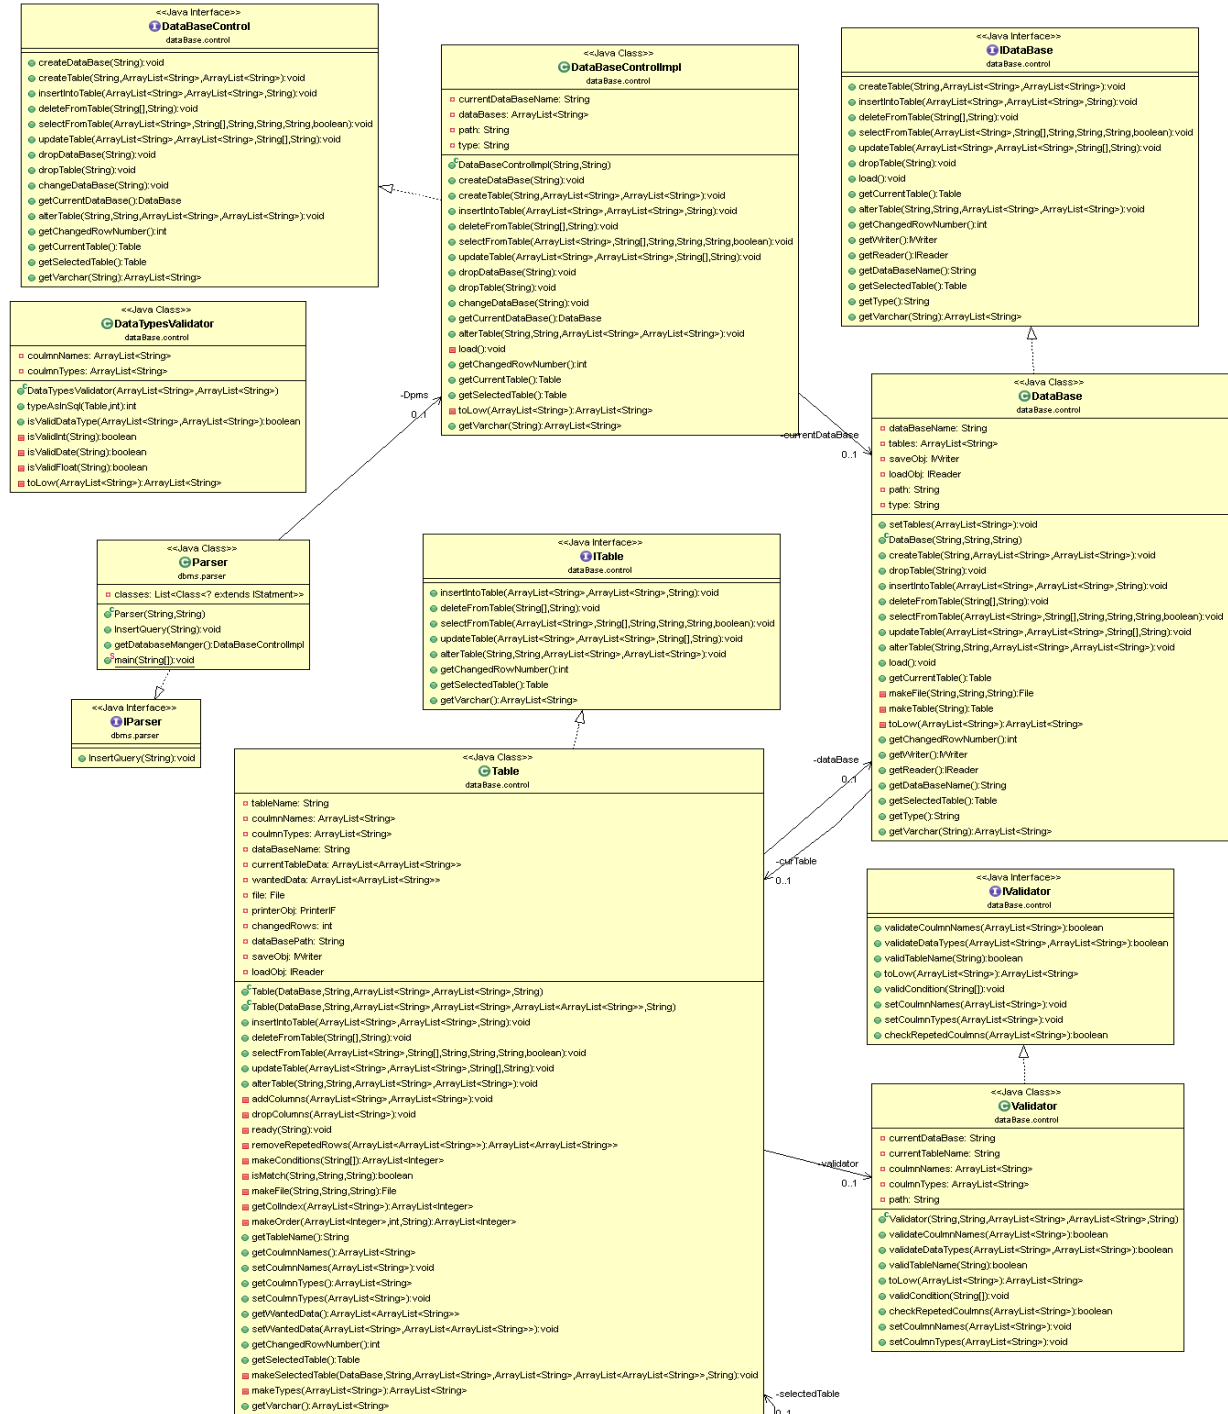 <<Java Interface>>
DataBaseControl
dataBase.control
createDataBase(String):void
createTable(String,ArrayList<String>,ArrayList<String>):void
insertIntoTable(ArrayList<String>,ArrayList<String>,String):void
deleteFromTable(String[],String):void
selectFromTable(ArrayList<String>,String[],String,String,String,boolean):void
updateTable(ArrayList<String>,ArrayList<String>,String[],String):void
dropDataBase(String):void
dropTable(String):void
changeDataBase(String):void
getCurrentDataBase():DataBase
alterTable(String,String,ArrayList<String>,ArrayList<String>):void
getChangedRowNumber():int
getCurrentTable():Table
getSelectedTable():Table
getVarchar(String):ArrayList<String>
<<Java Class>>
DataBaseControlImpl
dataBase.control
currentDataBaseName: String
dataBases: ArrayList<String>
path: String
type: String
DataBaseControlImpl(String,String)
createDataBase(String):void
createTable(String,ArrayList<String>,ArrayList<String>):void
insertIntoTable(ArrayList<String>,ArrayList<String>,String):void
deleteFromTable(String[],String):void
selectFromTable(ArrayList<String>,String[],String,String,String,boolean):void
updateTable(ArrayList<String>,ArrayList<String>,String[],String):void
dropDataBase(String):void
dropTable(String):void
changeDataBase(String):void
getCurrentDataBase():DataBase
alterTable(String,String,ArrayList<String>,ArrayList<String>):void
load():void
getChangedRowNumber():int
getCurrentTable():Table
getSelectedTable():Table
toLow(ArrayList<String>):ArrayList<String>
getVarchar(String):ArrayList<String>
<<Java Interface>>
IDataBase
dataBase.control
createTable(String,ArrayList<String>,ArrayList<String>):void
insertIntoTable(ArrayList<String>,ArrayList<String>,String):void
deleteFromTable(String[],String):void
selectFromTable(ArrayList<String>,String[],String,String,String,boolean):void
updateTable(ArrayList<String>,ArrayList<String>,String[],String):void
dropTable(String):void
load():void
getCurrentTable():Table
alterTable(String,String,ArrayList<String>,ArrayList<String>):void
getChangedRowNumber():int
getWriter():IWriter
getReader():IReader
getDataBaseName():String
getSelectedTable():Table
getType():String
getVarchar(String):ArrayList<String>
<<Java Class>>
DataTypesValidator
dataBase.control
coulmnNames: ArrayList<String>
coulmnTypes: ArrayList<String>
DataTypesValidator(ArrayList<String>,ArrayList<String>)
typeAsInSql(Table,int):int
isValidDataType(ArrayList<String>,ArrayList<String>):boolean
isValidInt(String):boolean
isValidDate(String):boolean
isValidFloat(String):boolean
toLow(ArrayList<String>):ArrayList<String>
-Dpms
0..1
-currentDataBase
0..1
<<Java Class>>
DataBase
dataBase.control
dataBaseName: String
tables: ArrayList<String>
saveObj: IWriter
loadObj: IReader
path: String
type: String
setTables(ArrayList<String>):void
DataBase(String,String,String)
createTable(String,ArrayList<String>,ArrayList<String>):void
dropTable(String):void
insertIntoTable(ArrayList<String>,ArrayList<String>,String):void
deleteFromTable(String[],String):void
selectFromTable(ArrayList<String>,String[],String,String,String,boolean):void
updateTable(ArrayList<String>,ArrayList<String>,String[],String):void
alterTable(String,String,ArrayList<String>,ArrayList<String>):void
load():void
getCurrentTable():Table
makeFile(String,String,String):File
makeTable(String):Table
toLow(ArrayList<String>):ArrayList<String>
getChangedRowNumber():int
getWriter():IWriter
getReader():IReader
getDataBaseName():String
getSelectedTable():Table
getType():String
getVarchar(String):ArrayList<String>
<<Java Class>>
Parser
dbms.parser
classes: List<Class<? extends IStatment>>
Parser(String,String)
InsertQuery(String):void
getDatabaseManger():DataBaseControlImpl
main(String[]):void
<<Java Interface>>
IParser
dbms.parser
InsertQuery(String):void
<<Java Interface>>
ITable
dataBase.control
insertIntoTable(ArrayList<String>,ArrayList<String>,String):void
deleteFromTable(String[],String):void
selectFromTable(ArrayList<String>,String[],String,String,String,boolean):void
updateTable(ArrayList<String>,ArrayList<String>,String[],String):void
alterTable(String,String,ArrayList<String>,ArrayList<String>):void
getChangedRowNumber():int
getSelectedTable():Table
getVarchar():ArrayList<String>
<<Java Class>>
Table
dataBase.control
tableName: String
coulmnNames: ArrayList<String>
coulmnTypes: ArrayList<String>
dataBaseName: String
currentTableData: ArrayList<ArrayList<String>>
wantedData: ArrayList<ArrayList<String>>
file: File
printerObj: PrinterIF
changedRows: int
dataBasePath: String
saveObj: IWriter
loadObj: IReader
Table(DataBase,String,ArrayList<String>,ArrayList<String>,String)
Table(DataBase,String,ArrayList<String>,ArrayList<String>,ArrayList<ArrayList<String>>,String)
insertIntoTable(ArrayList<String>,ArrayList<String>,String):void
deleteFromTable(String[],String):void
selectFromTable(ArrayList<String>,String[],String,String,String,boolean):void
updateTable(ArrayList<String>,ArrayList<String>,String[],String):void
alterTable(String,String,ArrayList<String>,ArrayList<String>):void
addColumns(ArrayList<String>,ArrayList<String>):void
dropColumns(ArrayList<String>):void
ready(String):void
removeRepetedRows(ArrayList<ArrayList<String>>):ArrayList<ArrayList<String>>
makeConditions(String[]):ArrayList<Integer>
isMatch(String,String,String):boolean
makeFile(String,String,String):File
getColIndex(ArrayList<String>):ArrayList<Integer>
makeOrder(ArrayList<Integer>,int,String):ArrayList<Integer>
getTableName():String
getCoulmnNames():ArrayList<String>
setCoulmnNames(ArrayList<String>):void
getCoulmnTypes():ArrayList<String>
setCoulmnTypes(ArrayList<String>):void
getWantedData():ArrayList<ArrayList<String>>
setWantedData(ArrayList<String>,ArrayList<ArrayList<String>>):void
getChangedRowNumber():int
getSelectedTable():Table
makeSelectedTable(DataBase,String,ArrayList<String>,ArrayList<String>,ArrayList<ArrayList<String>>,String):void
makeTypes(ArrayList<String>):ArrayList<String>
getVarchar():ArrayList<String>
-dataBase
0..1
-curTable
0..1
-validator
0..1
-selectedTable
0..1
<<Java Interface>>
IValidator
dataBase.control
validateCoulmnNames(ArrayList<String>):boolean
validateDataTypes(ArrayList<String>,ArrayList<String>):boolean
validTableName(String):boolean
toLow(ArrayList<String>):ArrayList<String>
validCondition(String[]):void
setCoulmnNames(ArrayList<String>):void
setCoulmnTypes(ArrayList<String>):void
checkRepetedCoulmns(ArrayList<String>):boolean
<<Java Class>>
Validator
dataBase.control
currentDataBase: String
currentTableName: String
coulmnNames: ArrayList<String>
coulmnTypes: ArrayList<String>
path: String
Validator(String,String,ArrayList<String>,ArrayList<String>,String)
validateCoulmnNames(ArrayList<String>):boolean
validateDataTypes(ArrayList<String>,ArrayList<String>):boolean
validTableName(String):boolean
toLow(ArrayList<String>):ArrayList<String>
validCondition(String[]):void
checkRepetedCoulmns(ArrayList<String>):boolean
setCoulmnNames(ArrayList<String>):void
setCoulmnTypes(ArrayList<String>):void